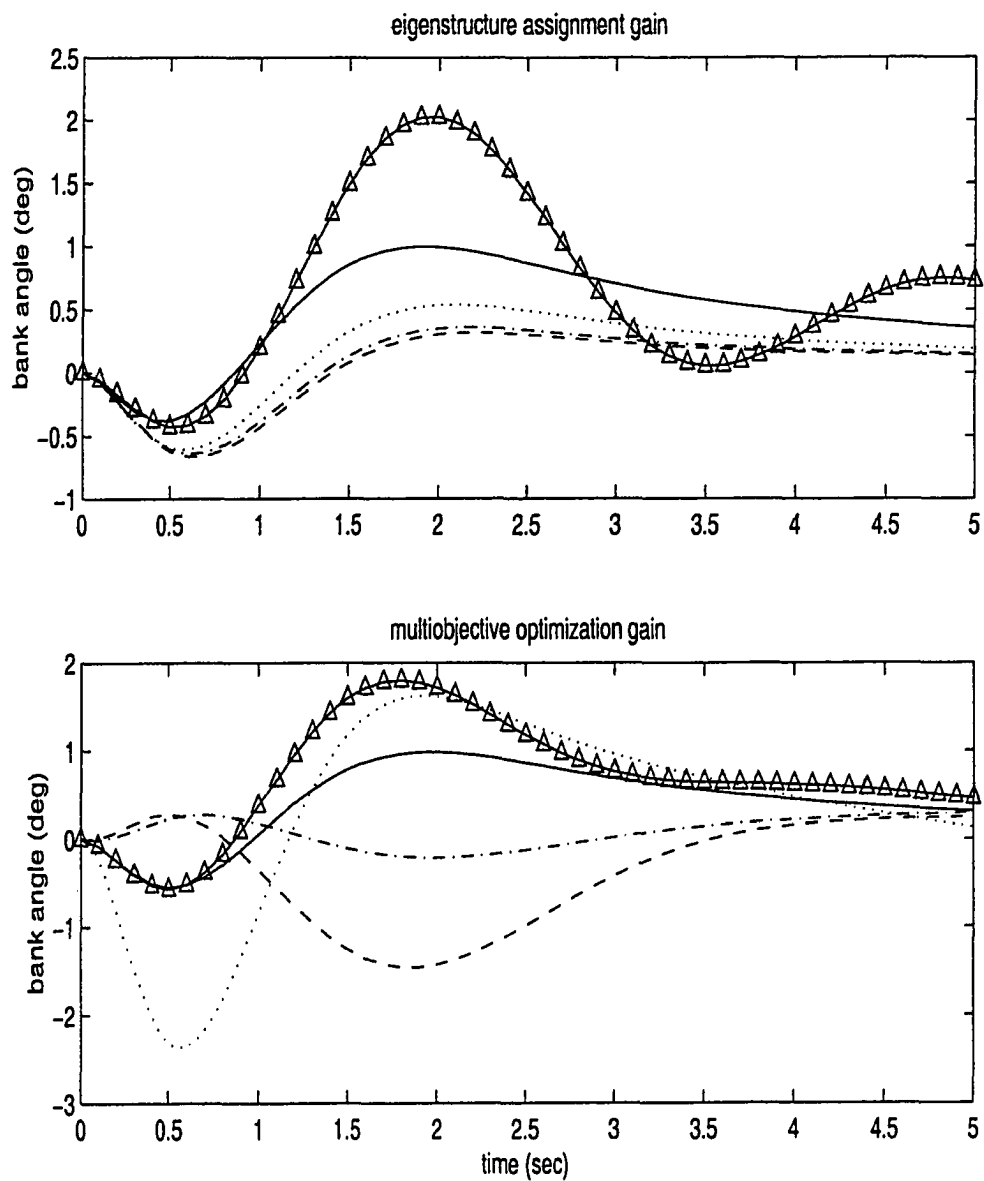 eigenstructure assignment gain
2.5
2
1.5
1
0.5
0
−0.5
−1
bank angle (deg)
0 0.5 1 1.5 2 2.5 3 3.5 4 4.5 5
multiobjective optimization gain
2
1
0
−1
−2
−3
bank angle (deg)
0 0.5 1 1.5 2 2.5 3 3.5 4 4.5 5
time (sec)